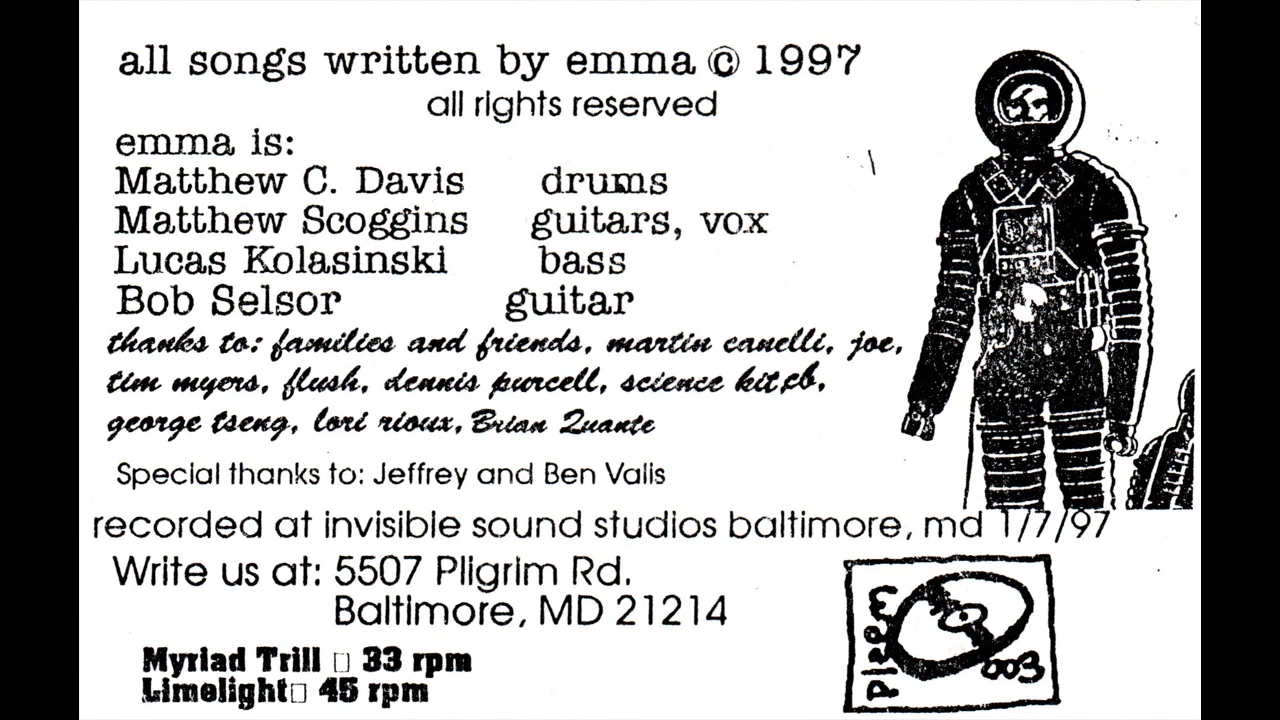 all songs written by emma © 1997
all rights reserved
emma is:
Matthew C. Davis drums
Matthew Scoggins guitars, vox
Lucas Kolasinski bass
Bob Selsor guitar
thanks to: families and friends, martin canelli, joe,
tim myers, flush, dennis purcell, science kit, cb,
george tseng, lori rioux, Brian Quante
Special thanks to: Jeffrey and Ben Valis
recorded at invisible sound studios baltimore, md 1/7/97
Write us at: 5507 Pligrim Rd.
Baltimore, MD 21214
Myriad Trill □ 33 rpm
Limelight□ 45 rpm
003